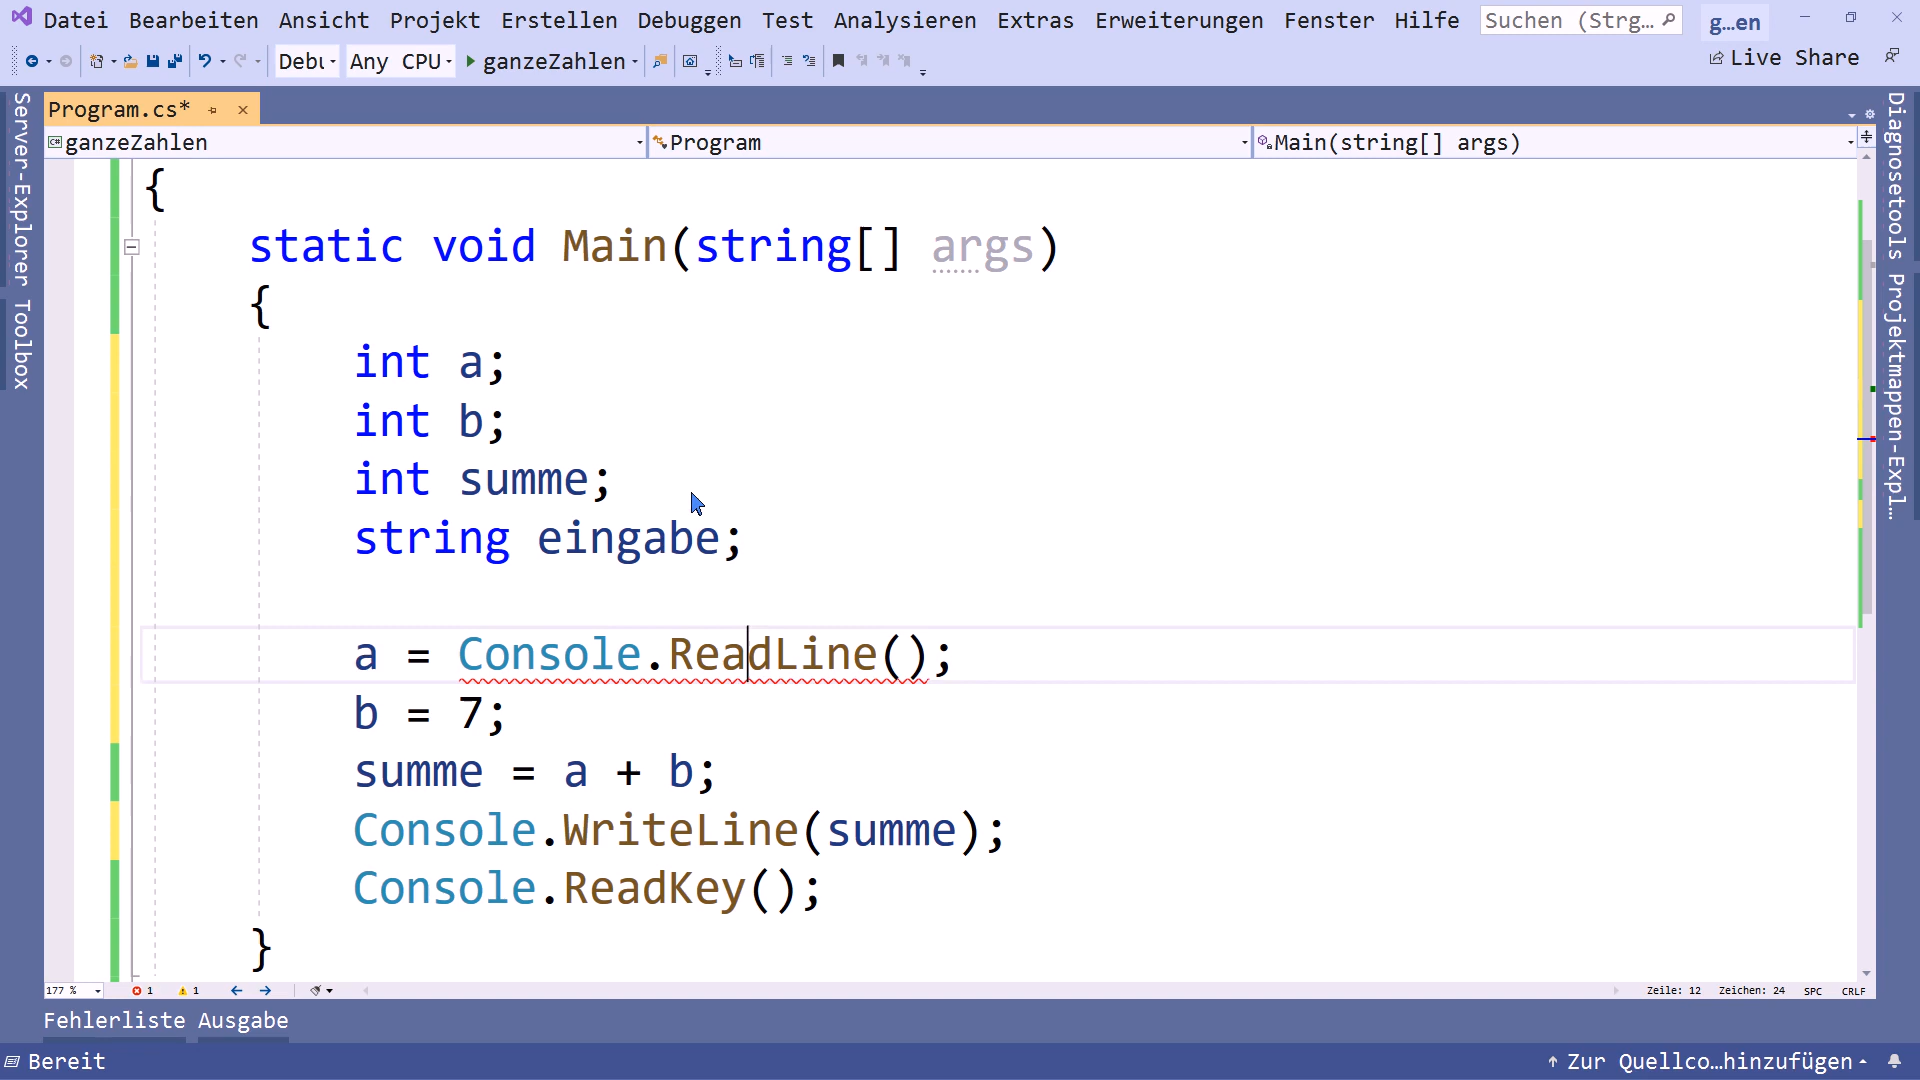 Datei Bearbeiten Ansicht Projekt Erstellen Debuggen Test Analysieren Extras Erweiterungen Fenster Hilfe Suchen (Strg... g...en
Debu Any CPU ganzeZahlen Live Share
Program.cs*
ganzeZahlen Program Main(string[] args)
Server-Explorer
Toolbox
{
static void Main(string[] args)
{
int a;
int b;
int summe;
string eingabe;
a = Console.ReadLine();
b = 7;
summe = a + b;
Console.WriteLine(summe);
Console.ReadKey();
}
Diagnosetools
Projektmappen-Expl...
177 % 1 1 Zeile: 12 Zeichen: 24 SPC CRLF
Fehlerliste Ausgabe
Bereit Zur Quellco...hinzufügen